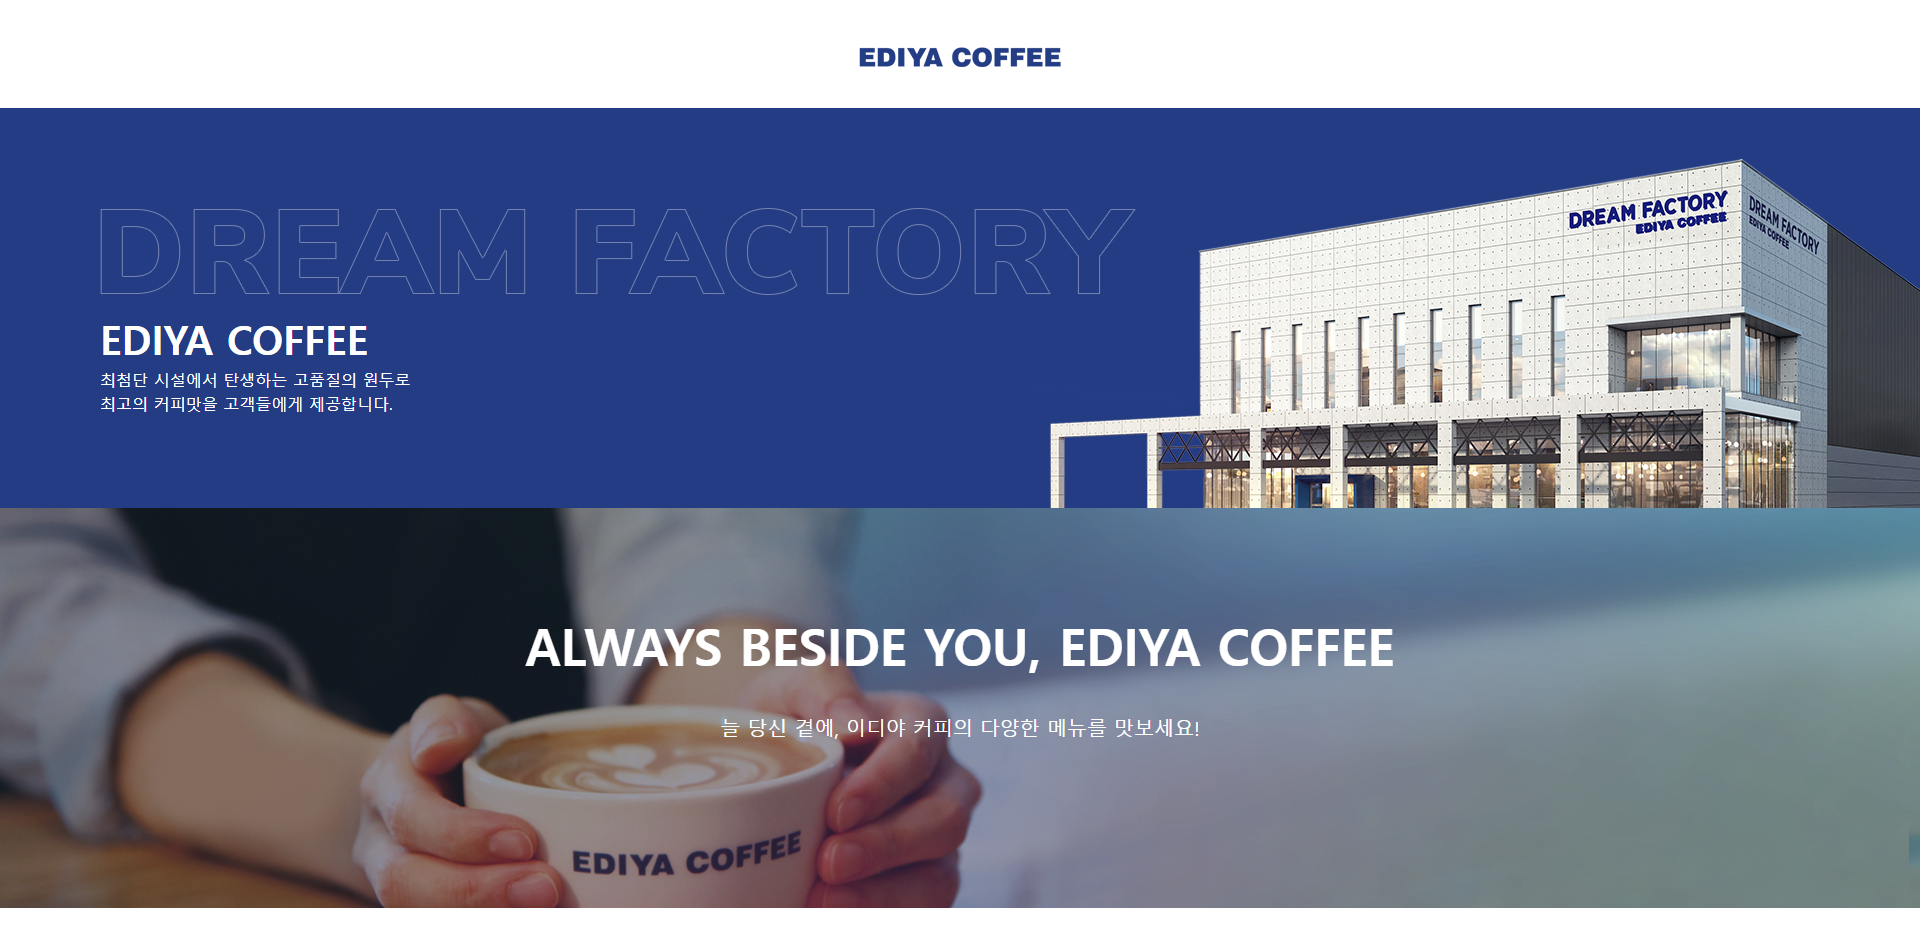 EDIYA COFFEE
DREAM FACTORY
EDIYA COFFEE
최첨단 시설에서 탄생하는 고품질의 원두로
최고의 커피맛을 고객들에게 제공합니다.
DREAM FACTORY
EDIYA COFFEE
DREAM FACTORY
EDIYA COFFEE
ALWAYS BESIDE YOU, EDIYA COFFEE
늘 당신 곁에, 이디야 커피의 다양한 메뉴를 맛보세요!
EDIYA COFFEE